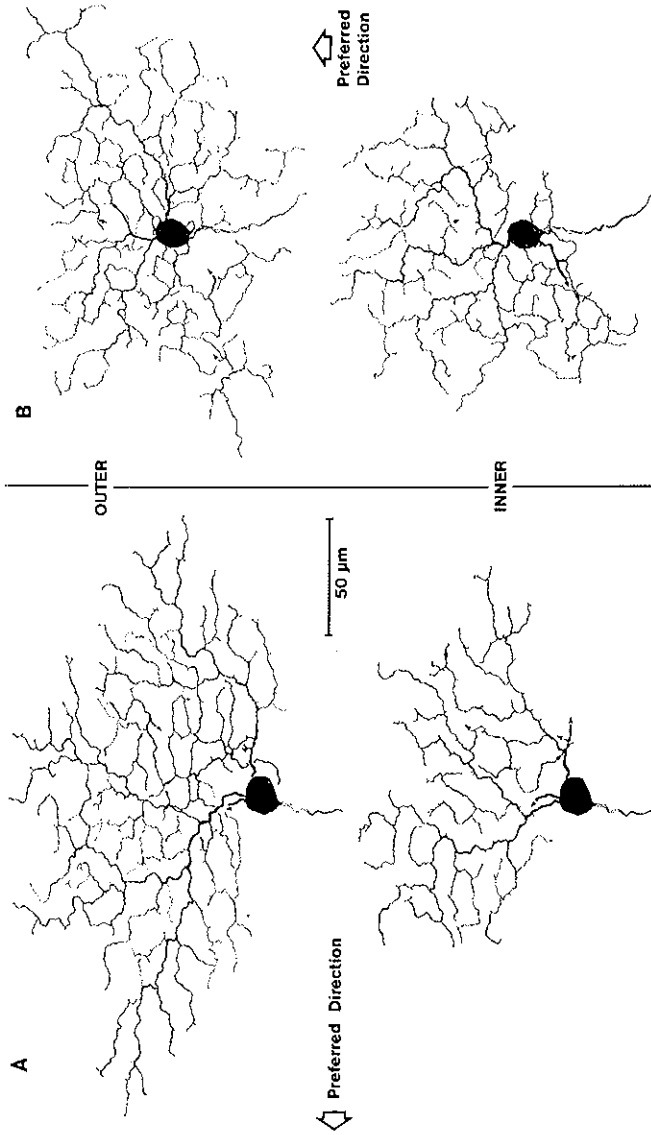 A
B
OUTER
Preferred Direction
50 µm
Preferred
Direction
INNER